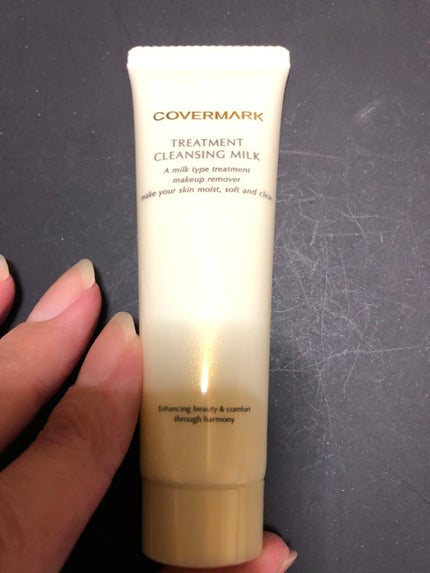 COVERMARK
TREATMENT
CLEANSING MILK
A milk type treatment
makeup remover
make your skin moist, soft and clear
Enhancing beauty & comfort
through harmony